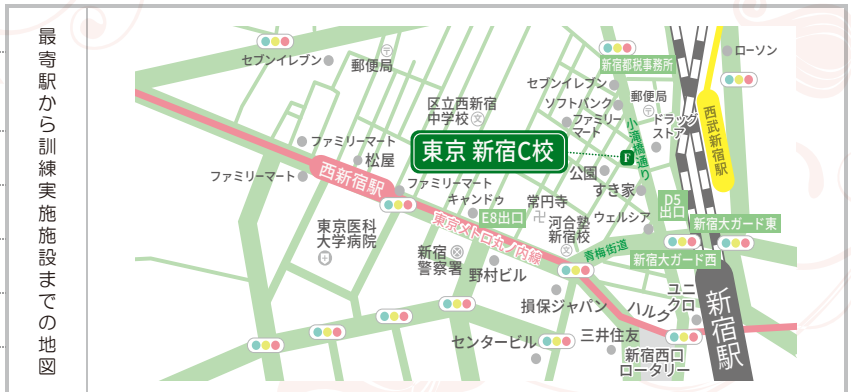 最寄駅から訓練実施施設までの地図
セブンイレブン
郵便局
新宿都税事務所
ローソン
セブンイレブン
ソフトバンク
郵便局
ファミリー
マート
ドラッグ
ストア
小滝橋通り
西武新宿駅
区立西新宿
中学校
文
東京 新宿C校
F
ファミリーマート
松屋
ファミリーマート
西新宿駅
ファミリーマート
キャンドゥ
公園
すき家
常円寺
卍
E8出口
河合塾
新宿校
文
ウェルシア
D5
出口
新宿大ガード東
新宿大ガード西
東京メトロ丸ノ内線
青梅街道
東京医科
大学病院
新宿
警察署
野村ビル
損保ジャパン
ハルク
ユニ
クロ
新宿駅
センタービル
三井住友
新宿西口
ロータリー